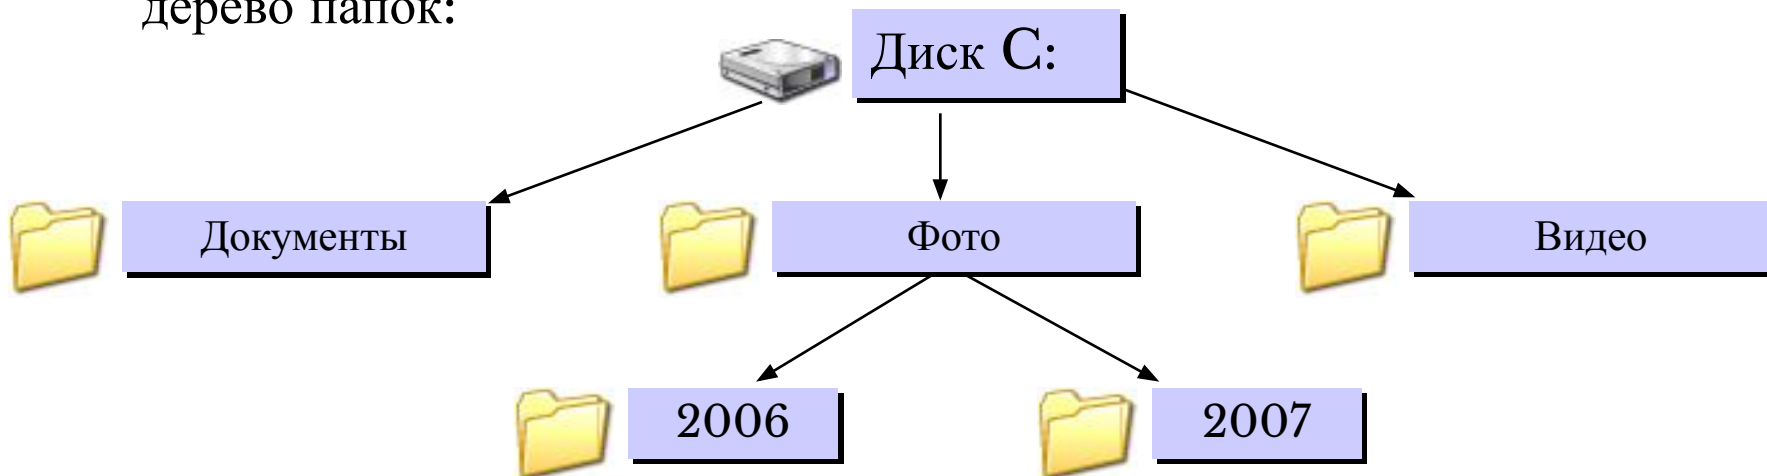 дерево папок:
Диск C:
Документы
Фото
Видео
2006
2007